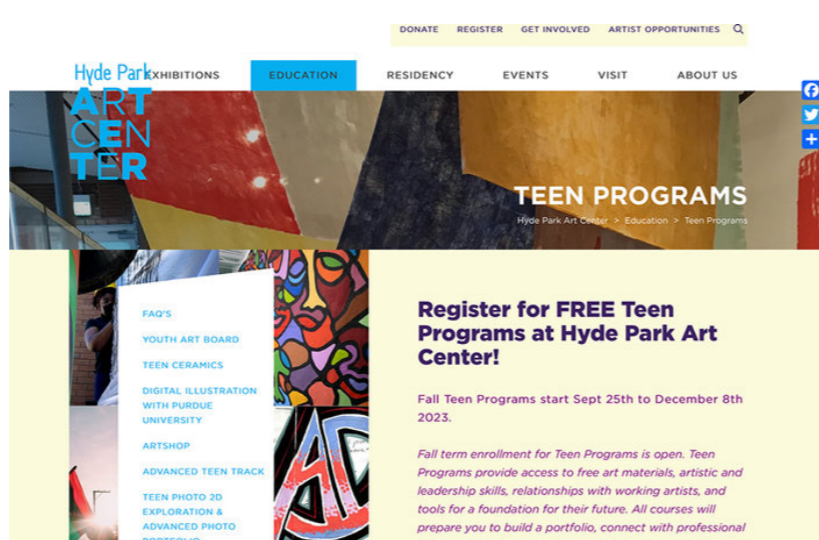 DONATE REGISTER GET INVOLVED ARTIST OPPORTUNITIES
Hyde Park
ART
CEN
TER
EXHIBITIONS EDUCATION RESIDENCY EVENTS VISIT ABOUT US
TEEN PROGRAMS
Hyde Park Art Center > Education > Teen Programs
FAQ'S
YOUTH ART BOARD
TEEN CERAMICS
DIGITAL ILLUSTRATION
WITH PURDUE
UNIVERSITY
ARTSHOP
ADVANCED TEEN TRACK
TEEN PHOTO 2D
EXPLORATION &
ADVANCED PHOTO
PORTFOLIO
Register for FREE Teen
Programs at Hyde Park Art
Center!
Fall Teen Programs start Sept 25th to December 8th
2023.
Fall term enrollment for Teen Programs is open. Teen
Programs provide access to free art materials, artistic and
leadership skills, relationships with working artists, and
tools for a foundation for their future. All courses will
prepare you to build a portfolio, connect with professional